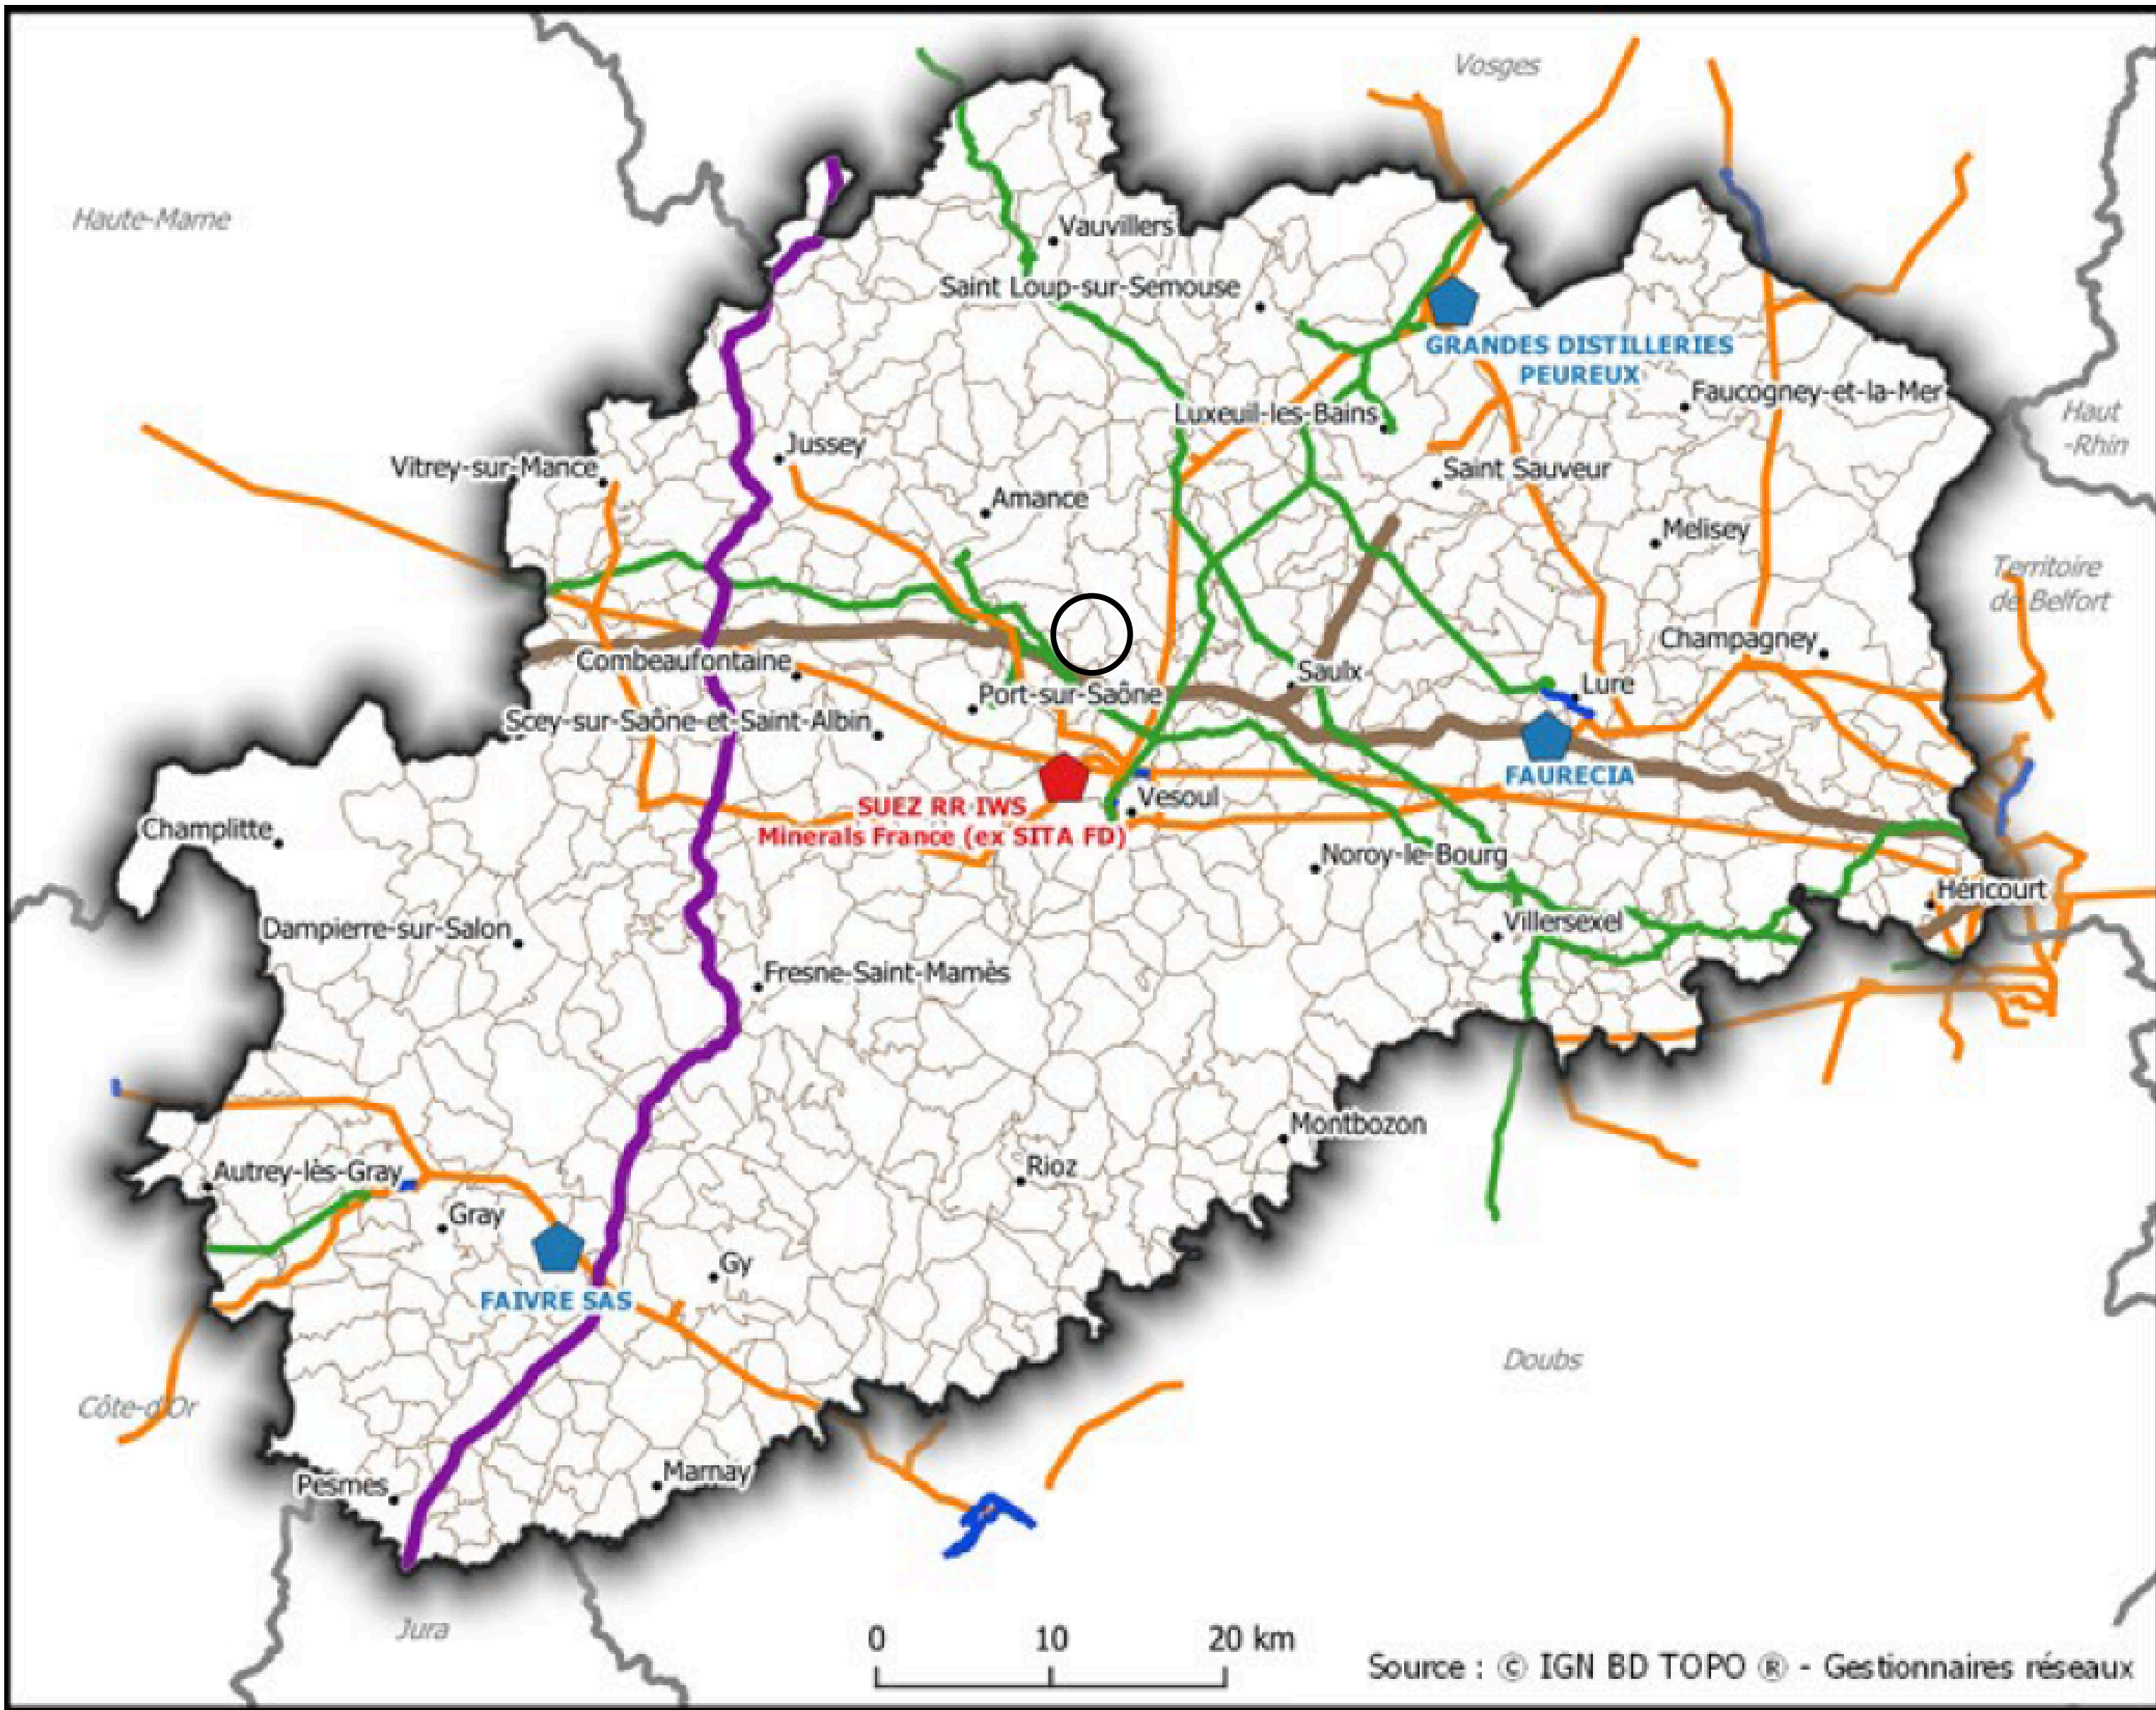 Vosges
Haute-Marne
Vauvillers
Saint Loup-sur-Semouse
GRANDES DISTILLERIES
PEUREUX
Faucogney-et-la-Mer
Haut
-Rhin
Luxeuil-les-Bains
Jussey
Vitrey-sur-Mance
Saint Sauveur
Amance
Melisey
Territoire
de Belfort
Champagney
Combeaufontaine
Saulx
Lure
Port-sur-Saône
Scey-sur-Saône-et-Saint-Albin
FAURECIA
Vesoul
SUEZ RR IWS
Minerals France (ex SITA FD)
Champlitte
Noroy-le-Bourg
Héricourt
Villersexel
Dampierre-sur-Salon
Fresne-Saint-Mamès
Montbozon
Autrey-lès-Gray
Rioz
Gray
Gy
FAIVRE SAS
Doubs
Côte-d'Or
Marnay
Pesmes
Jura
0 10 20 km
Source : © IGN BD TOPO ® - Gestionnaires réseaux